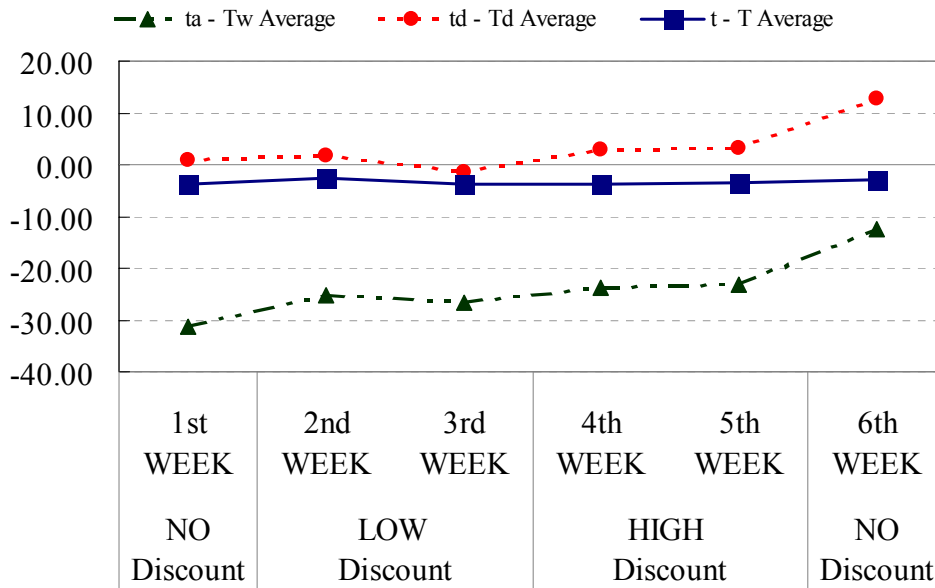 ta - Tw Average td - Td Average t - T Average
20.00
10.00
0.00
-10.00
-20.00
-30.00
-40.00
1st 2nd 3rd 4th 5th 6th
WEEK WEEK WEEK WEEK WEEK WEEK
NO LOW HIGH NO
Discount Discount Discount Discount